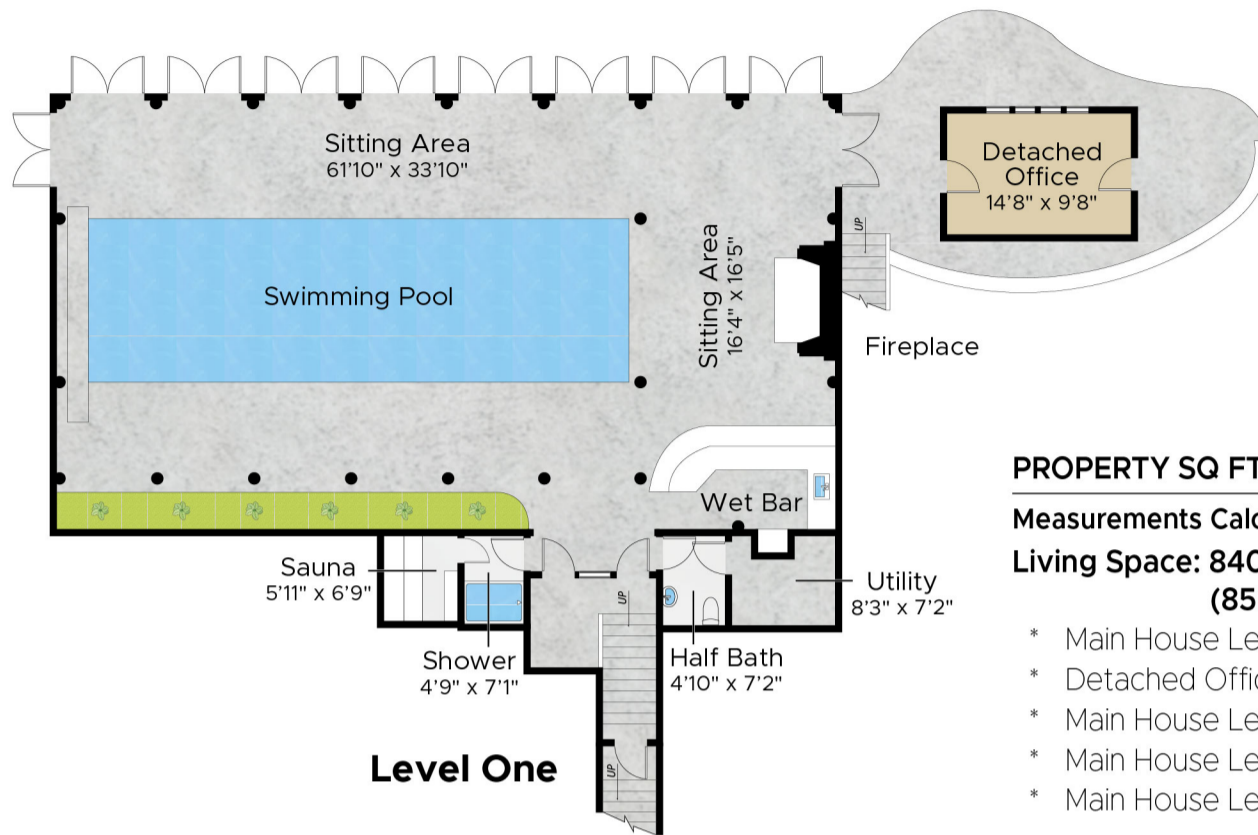 Sitting Area
61'10" x 33'10"
Detached
Office
14'8" x 9'8"
UP
Swimming Pool
Sitting Area
16'4" x 16'5"
Fireplace
Wet Bar
Sauna
5'11" x 6'9"
UP
Utility
8'3" x 7'2"
Shower
4'9" x 7'1"
Half Bath
4'10" x 7'2"
Level One
UP
PROPERTY SQ FT
Measurements Calc
Living Space: 840
(85
* Main House Le
* Detached Offic
* Main House Le
* Main House Le
* Main House Le